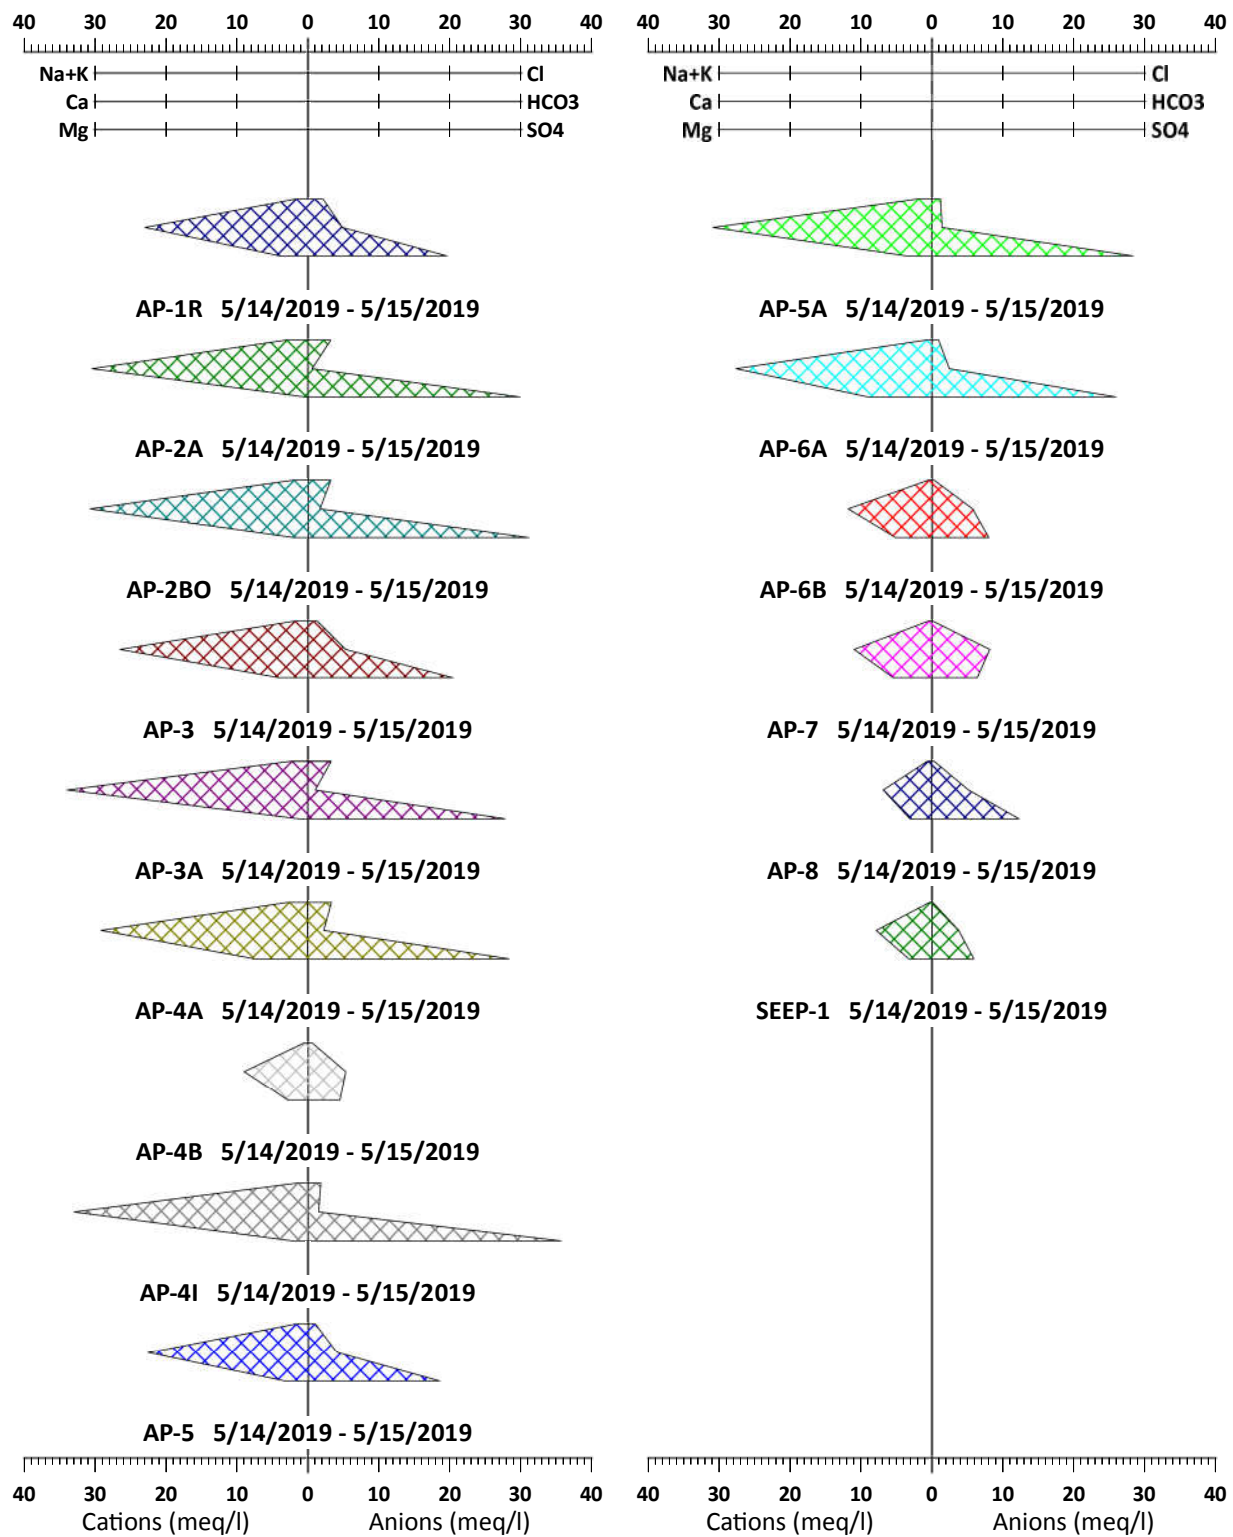 40 30 20 10 0 10 20 30 40
Na+K Cl
Ca HCO3
Mg SO4
AP-1R 5/14/2019 - 5/15/2019
AP-2A 5/14/2019 - 5/15/2019
AP-2BO 5/14/2019 - 5/15/2019
AP-3 5/14/2019 - 5/15/2019
AP-3A 5/14/2019 - 5/15/2019
AP-4A 5/14/2019 - 5/15/2019
AP-4B 5/14/2019 - 5/15/2019
AP-4I 5/14/2019 - 5/15/2019
AP-5 5/14/2019 - 5/15/2019
40 30 20 10 0 10 20 30 40
Cations (meq/l) Anions (meq/l)
40 30 20 10 0 10 20 30 40
Na+K Cl
Ca HCO3
Mg SO4
AP-5A 5/14/2019 - 5/15/2019
AP-6A 5/14/2019 - 5/15/2019
AP-6B 5/14/2019 - 5/15/2019
AP-7 5/14/2019 - 5/15/2019
AP-8 5/14/2019 - 5/15/2019
SEEP-1 5/14/2019 - 5/15/2019
40 30 20 10 0 10 20 30 40
Cations (meq/l) Anions (meq/l)